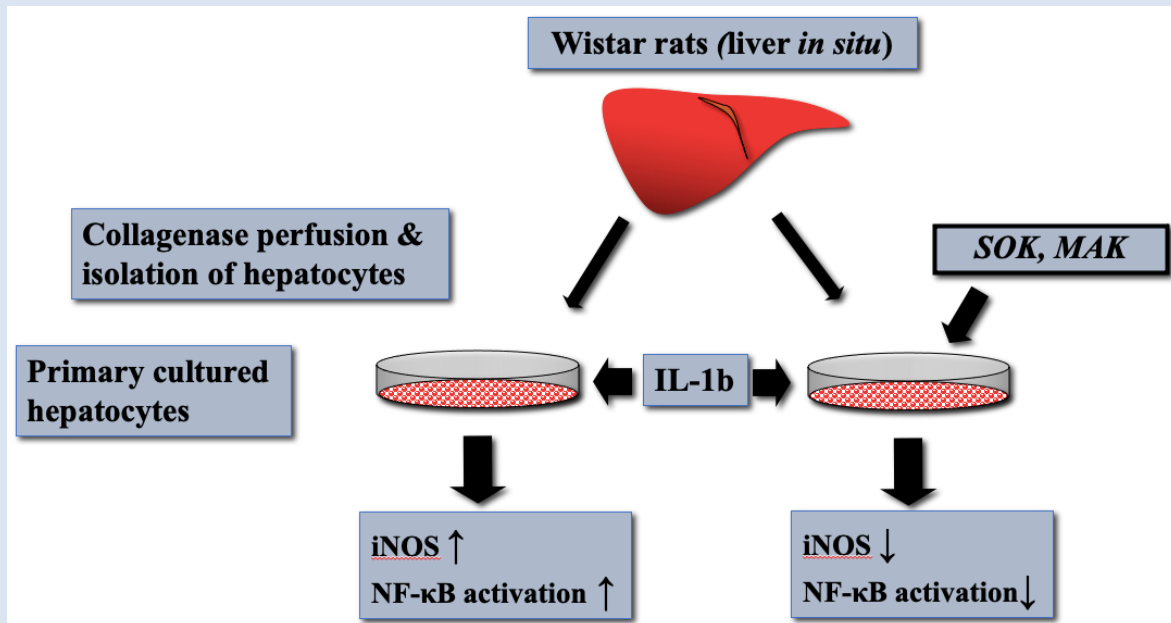 Wistar rats (liver in situ)
Collagenase perfusion &
isolation of hepatocytes
SOK, MAK
Primary cultured
hepatocytes
IL-1b
iNOS ↑
NF-κB activation ↑
iNOS ↓
NF-κB activation↓